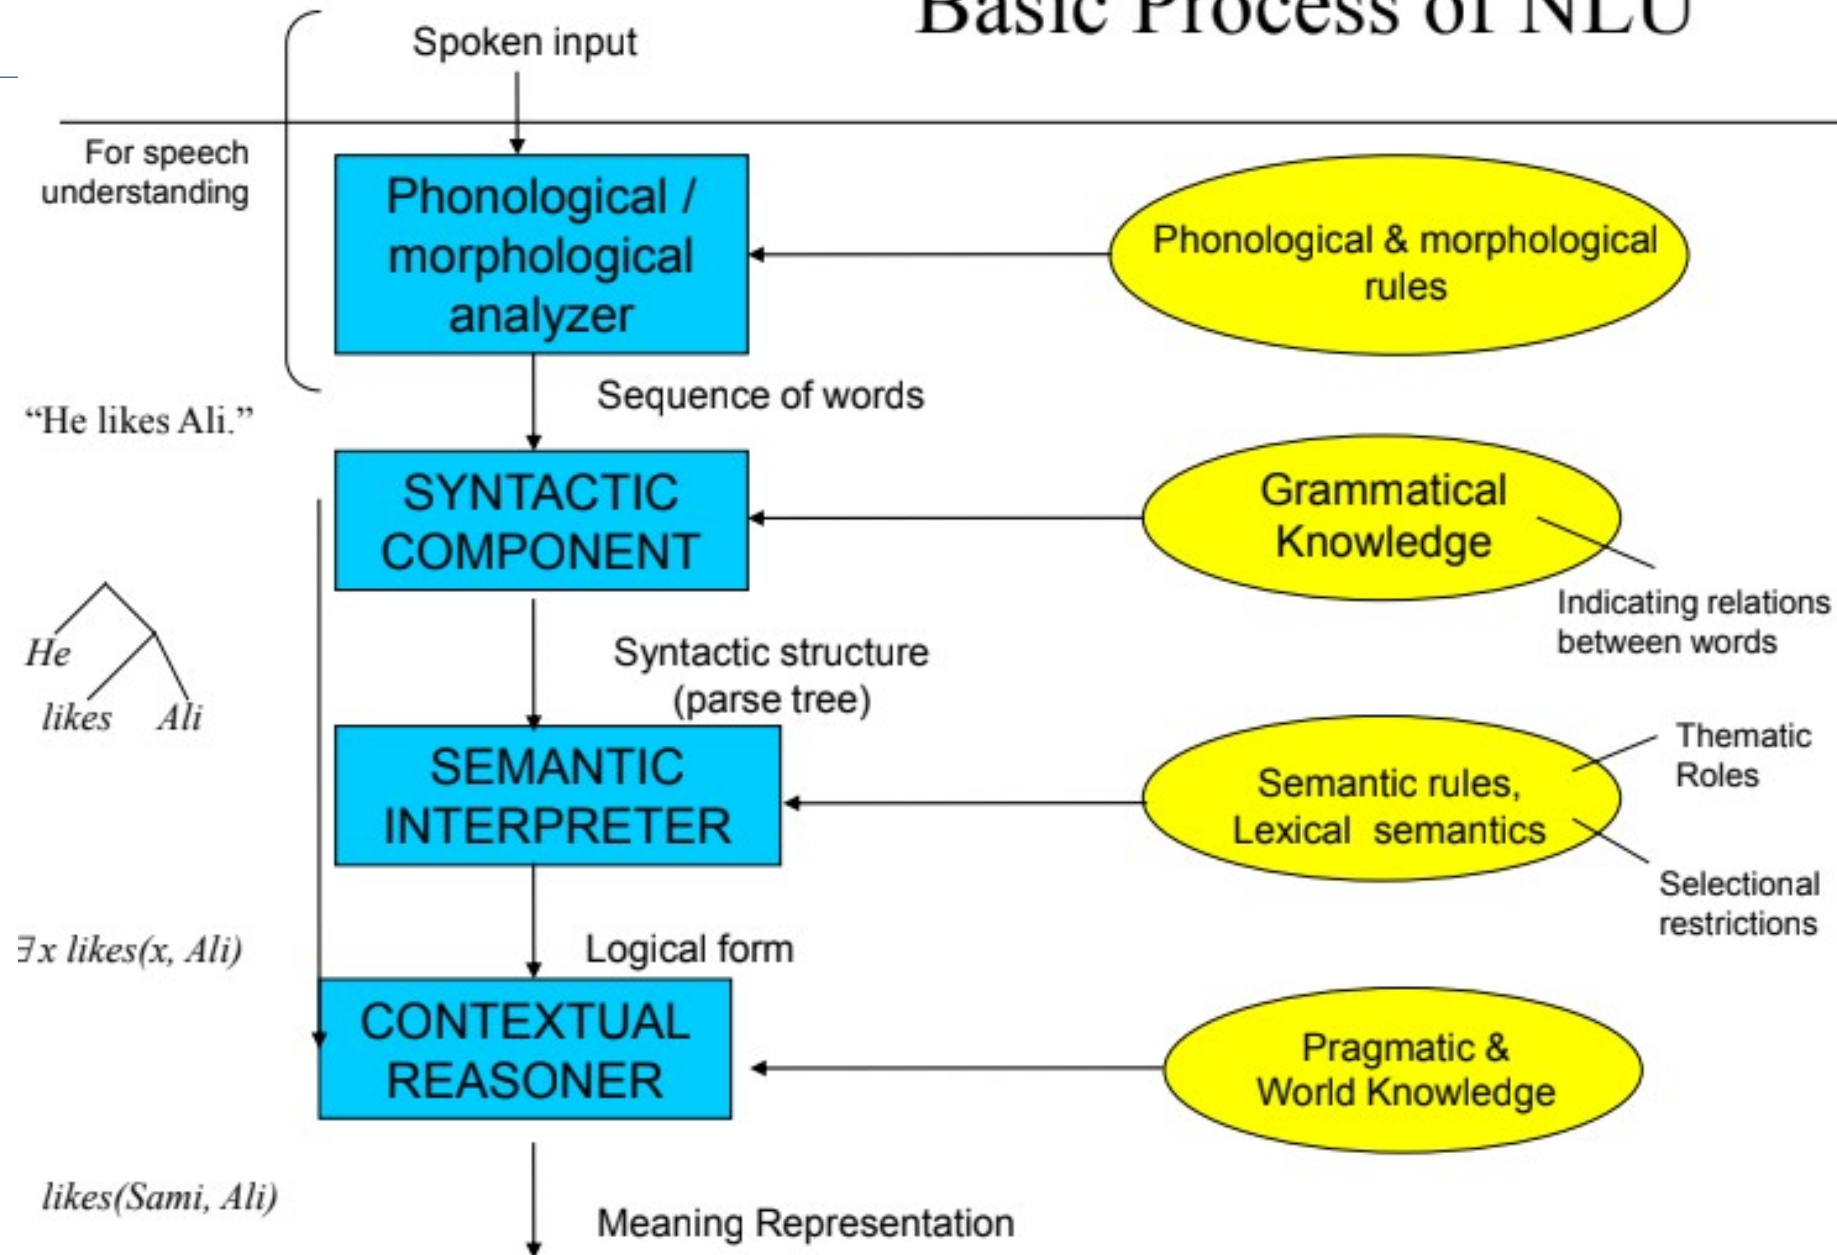 Basic Process of NLU
Spoken input
For speech
understanding
Phonological /
morphological
analyzer
Phonological & morphological
rules
Sequence of words
“He likes Ali.”
SYNTACTIC
COMPONENT
Grammatical
Knowledge
Indicating relations
between words
He
likes Ali
Syntactic structure
(parse tree)
SEMANTIC
INTERPRETER
Semantic rules,
Lexical semantics
Thematic
Roles
Selectional
restrictions
∃x likes(x, Ali)
Logical form
CONTEXTUAL
REASONER
Pragmatic &
World Knowledge
likes(Sami, Ali)
Meaning Representation